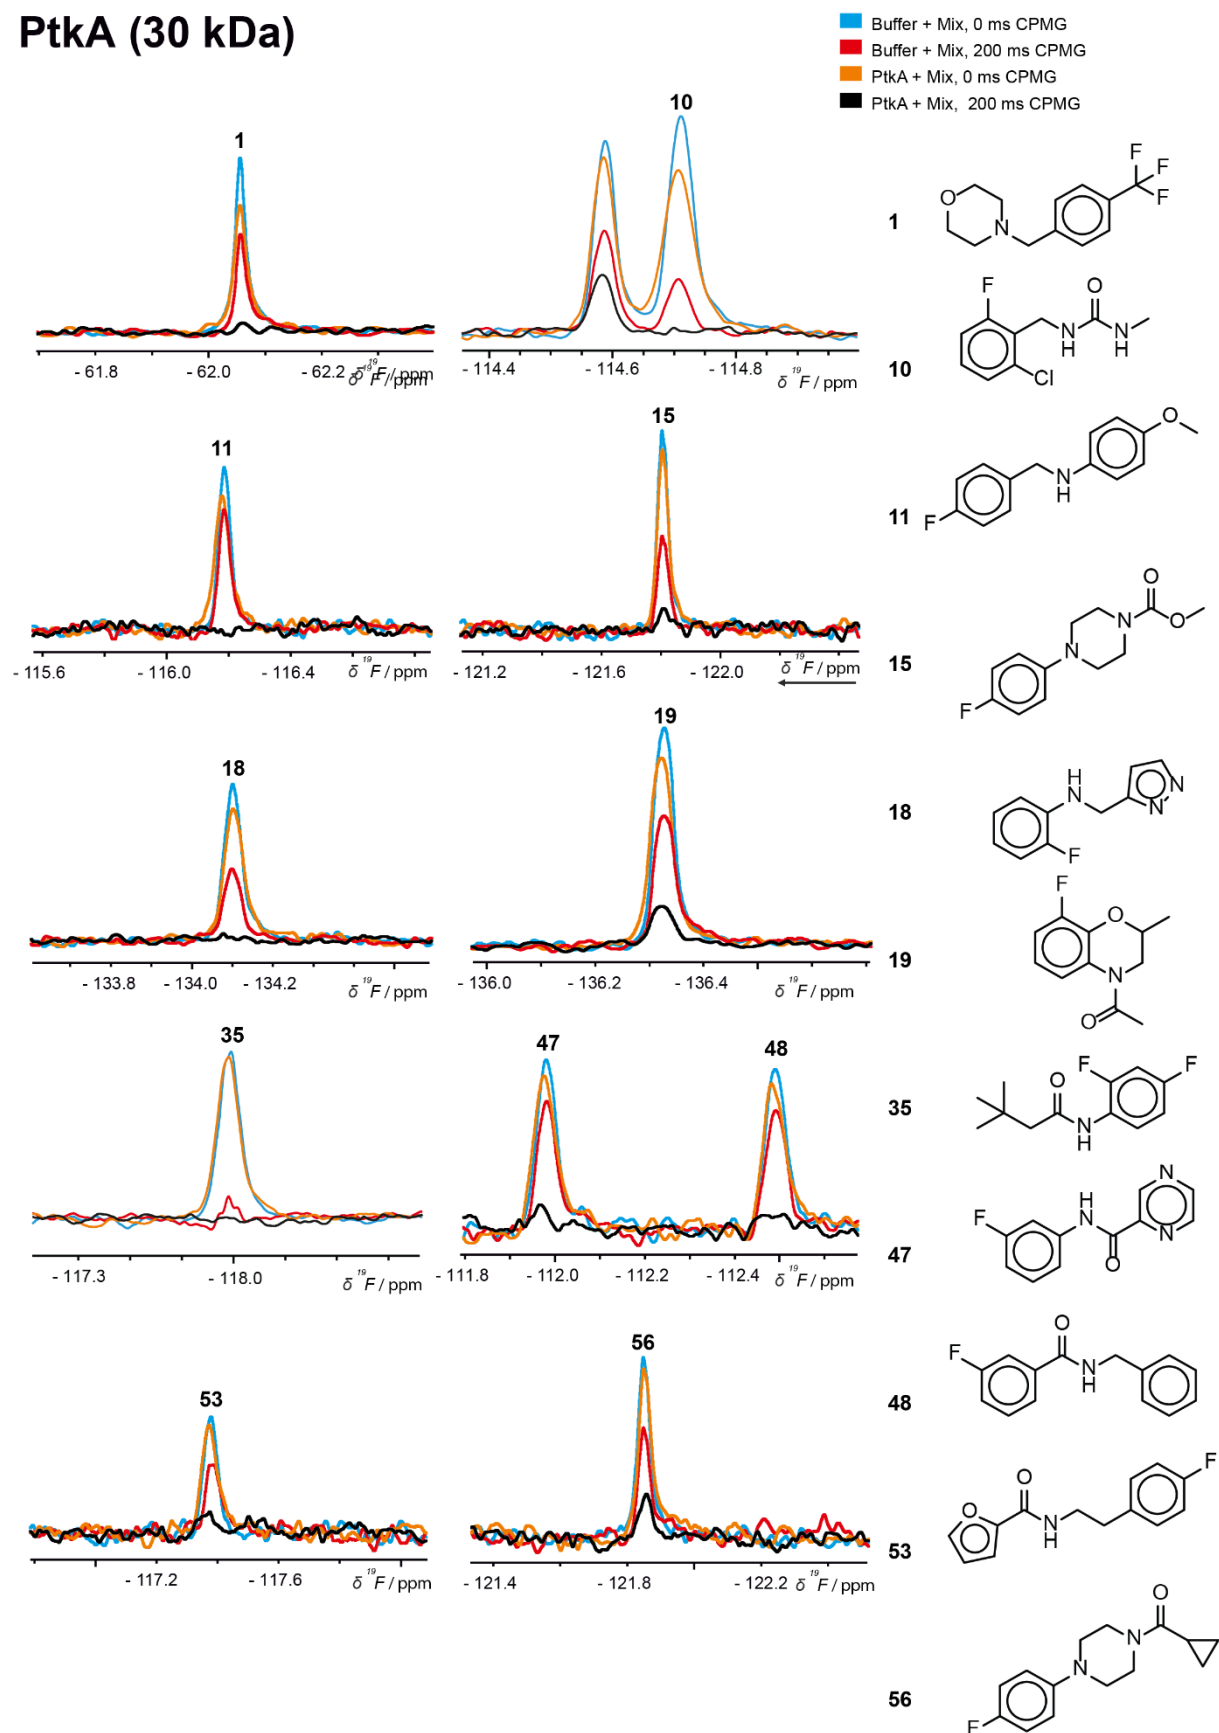 PtkA (30 kDa)
Buffer + Mix, 0 ms CPMG
Buffer + Mix, 200 ms CPMG
PtkA + Mix, 0 ms CPMG
PtkA + Mix, 200 ms CPMG
1
10
- 61.8 - 62.0 - 62.2 δ ¹⁹F / ppm
- 114.4 - 114.6 - 114.8
δ ¹⁹F / ppm
1
O N F F F
10
F O N H N H Cl
11
15
- 115.6 - 116.0 - 116.4 δ ¹⁹F / ppm
- 121.2 - 121.6 - 122.0 δ ¹⁹F / ppm
11
F N H O
15
F N N O O
18
19
- 133.8 - 134.0 - 134.2 δ ¹⁹F / ppm
- 136.0 - 136.2 - 136.4 δ ¹⁹F / ppm
18
H N F N N
19
F O N O
35
47
48
- 117.3 - 118.0 δ ¹⁹F / ppm
- 111.8 - 112.0 - 112.2 - 112.4 δ ¹⁹F / ppm
35
O N H F F
47
F H N O N N
53
56
- 117.2 - 117.6 δ ¹⁹F / ppm
- 121.4 - 121.8 - 122.2 δ ¹⁹F / ppm
48
F O N H
53
O O N H F
56
F N N O